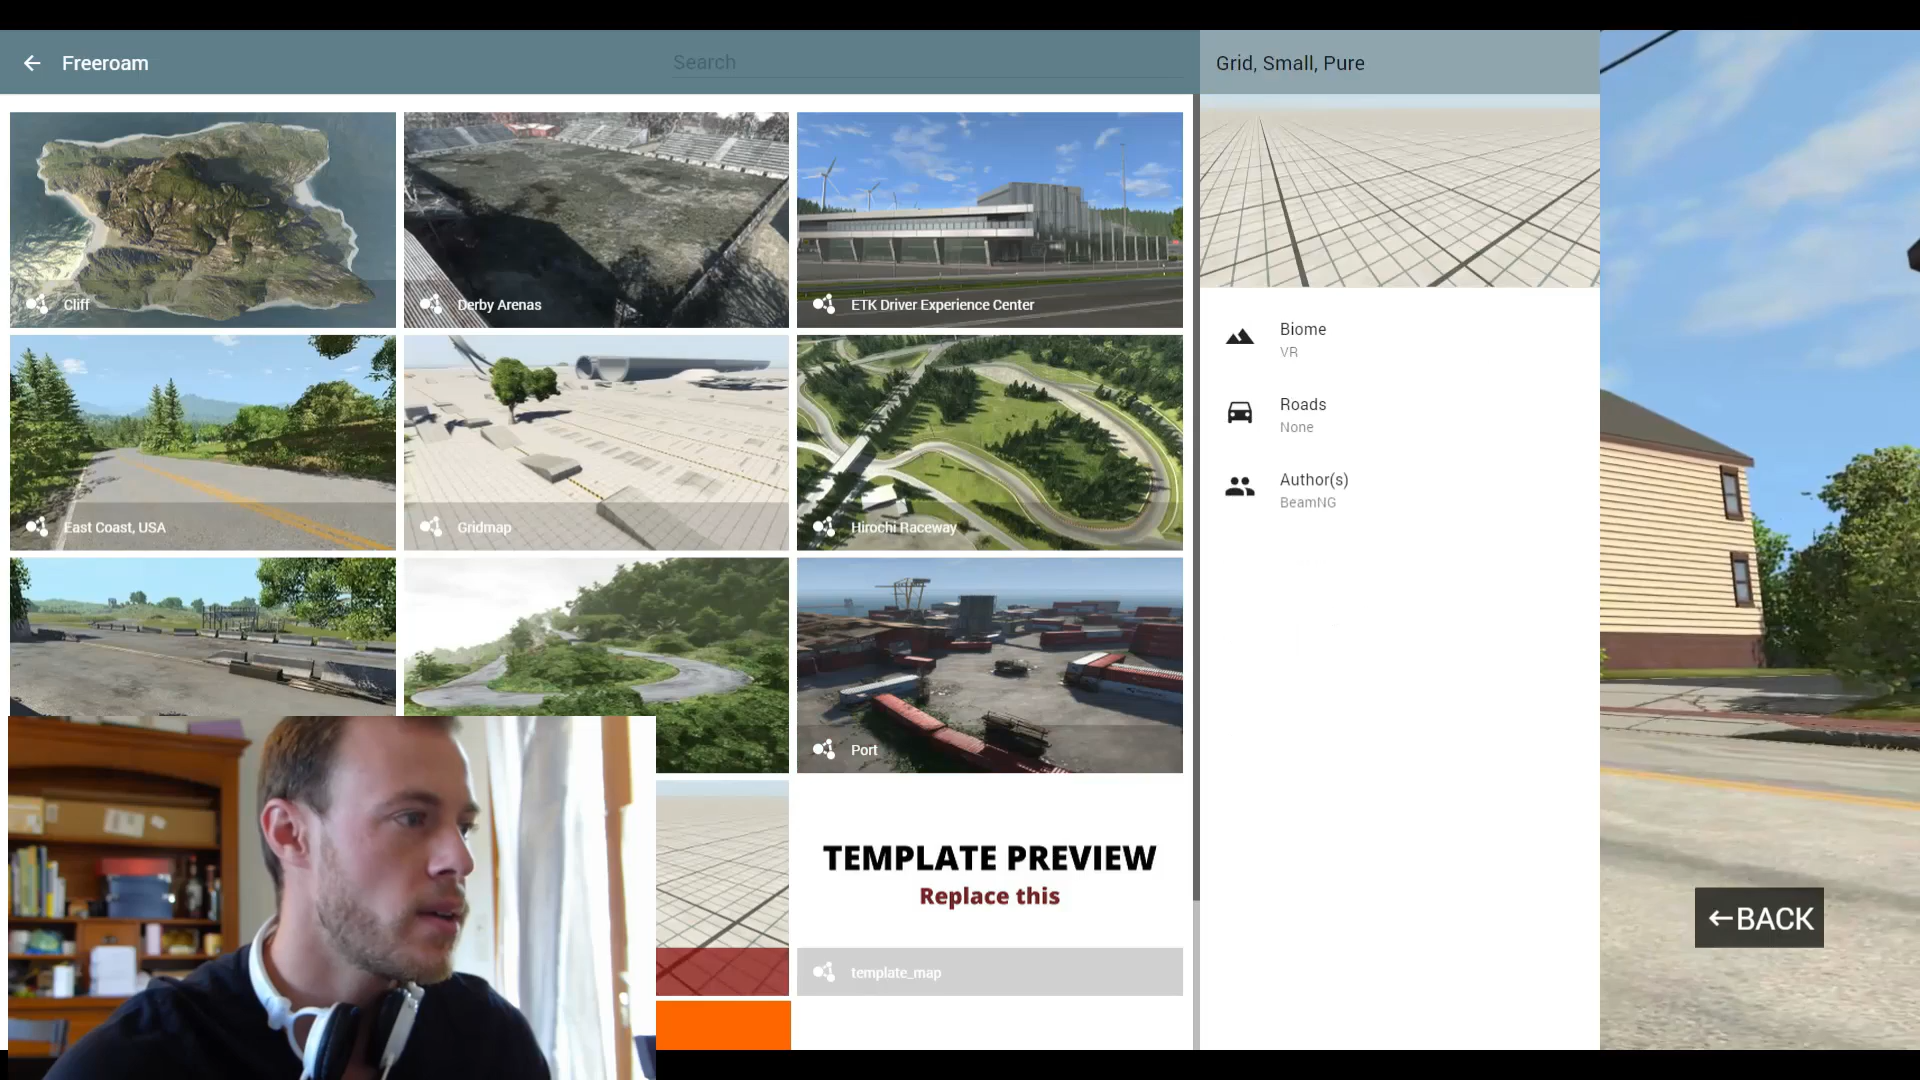 Freeroam
Search
Grid, Small, Pure
Cliff
Derby Arenas
ETK Driver Experience Center
Biome
VR
Roads
None
Author(s)
BeamNG
East Coast, USA
Gridmap
Hirochi Raceway
Port
TEMPLATE PREVIEW
Replace this
template_map
←BACK